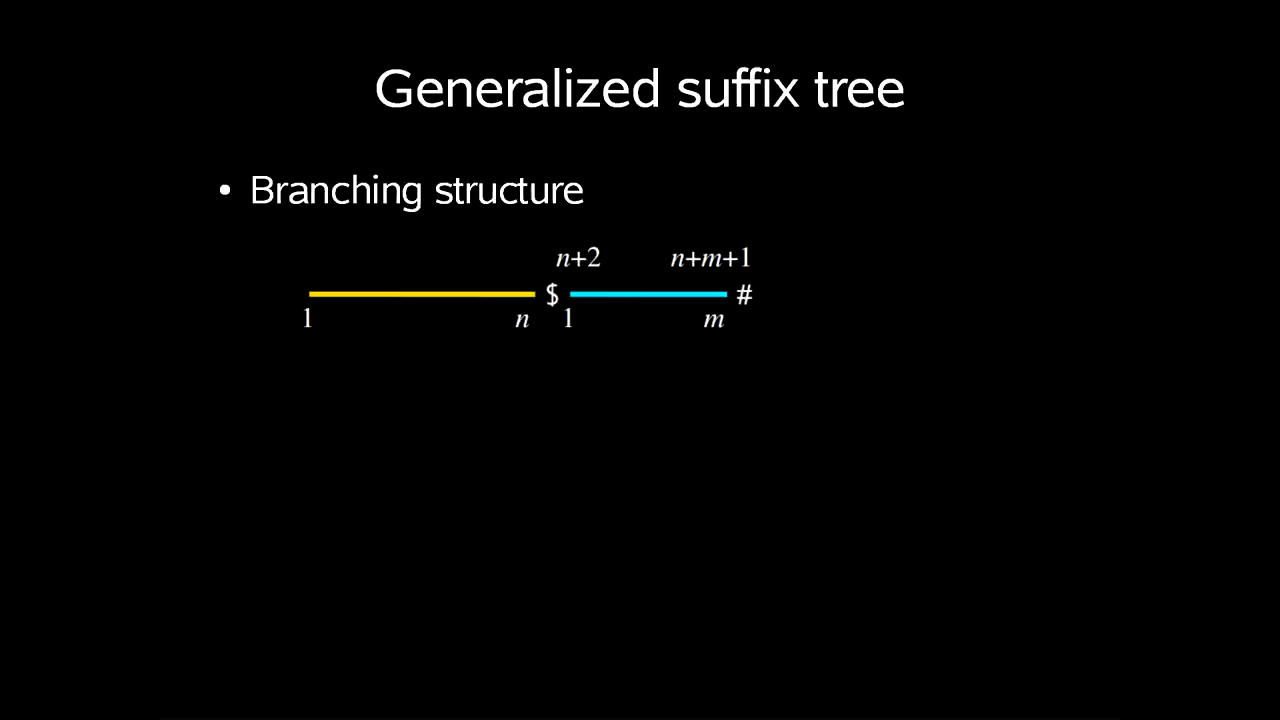 Generalized suffix tree
• Branching structure
n+2 n+m+1
$ #
1 n 1 m